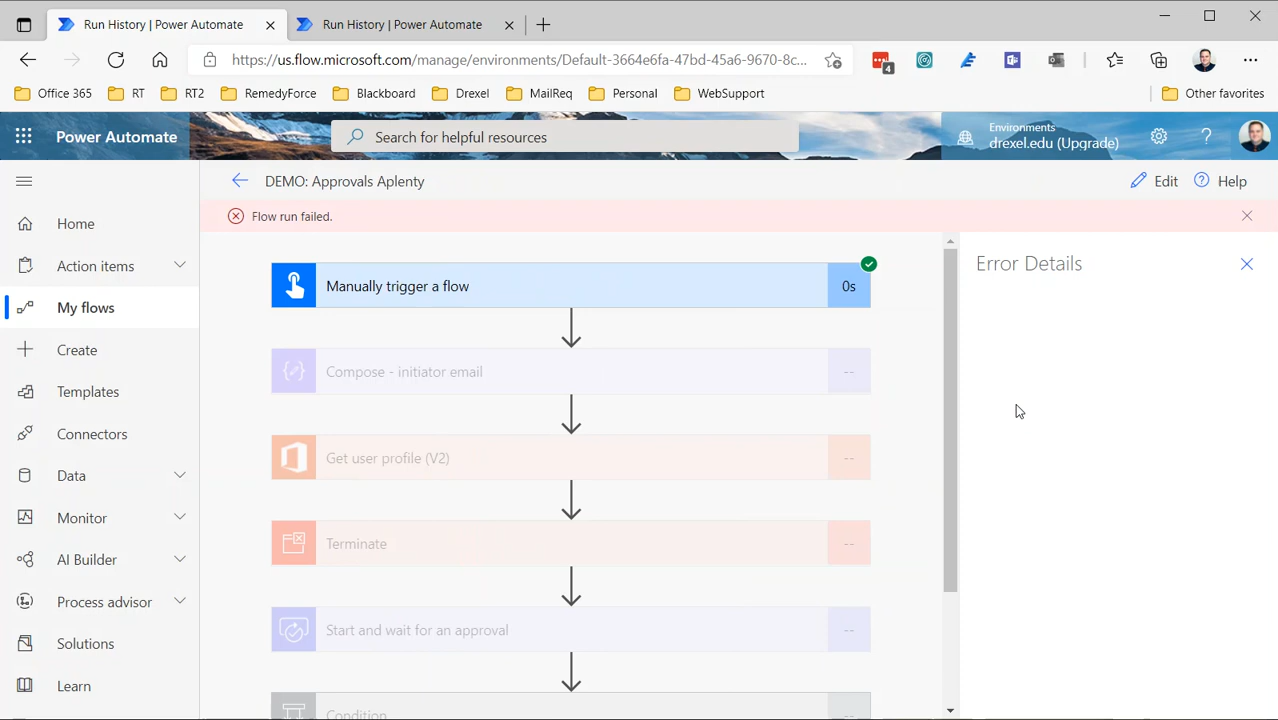 Run History | Power Automate
Run History | Power Automate
https://us.flow.microsoft.com/manage/environments/Default-3664e6fa-47bd-45a6-9670-8c...
4
Office 365
RT
RT2
RemedyForce
Blackboard
Drexel
MailReq
Personal
WebSupport
Other favorites
Power Automate
Search for helpful resources
Environments
drexel.edu (Upgrade)
DEMO: Approvals Aplenty
Edit
Help
Flow run failed.
Home
Action items
My flows
Create
Templates
Connectors
Data
Monitor
AI Builder
Process advisor
Solutions
Learn
Manually trigger a flow
0s
Compose - initiator email
--
Get user profile (V2)
--
Terminate
--
Start and wait for an approval
--
Condition
--
Error Details